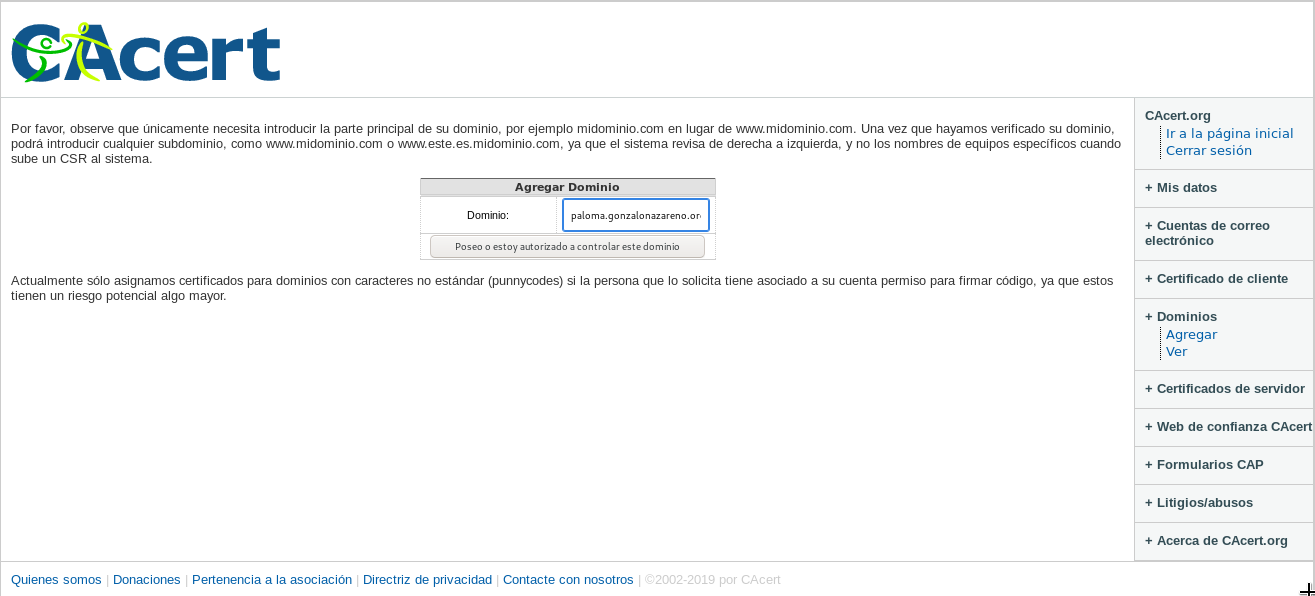 CAcert
Por favor, observe que únicamente necesita introducir la parte principal de su dominio, por ejemplo midominio.com en lugar de www.midominio.com. Una vez que hayamos verificado su dominio,
podrá introducir cualquier subdominio, como www.midominio.com o www.este.es.midominio.com, ya que el sistema revisa de derecha a izquierda, y no los nombres de equipos específicos cuando
sube un CSR al sistema.
Agregar Dominio
Dominio:
paloma.gonzalonazareno.or
Poseo o estoy autorizado a controlar este dominio
Actualmente sólo asignamos certificados para dominios con caracteres no estándar (punnycodes) si la persona que lo solicita tiene asociado a su cuenta permiso para firmar código, ya que estos
tienen un riesgo potencial algo mayor.
CAcert.org
Ir a la página inicial
Cerrar sesión
+ Mis datos
+ Cuentas de correo
electrónico
+ Certificado de cliente
+ Dominios
Agregar
Ver
+ Certificados de servidor
+ Web de confianza CAcert
+ Formularios CAP
+ Litigios/abusos
+ Acerca de CAcert.org
Quienes somos | Donaciones | Pertenencia a la asociación | Directriz de privacidad | Contacte con nosotros | ©2002-2019 por CAcert